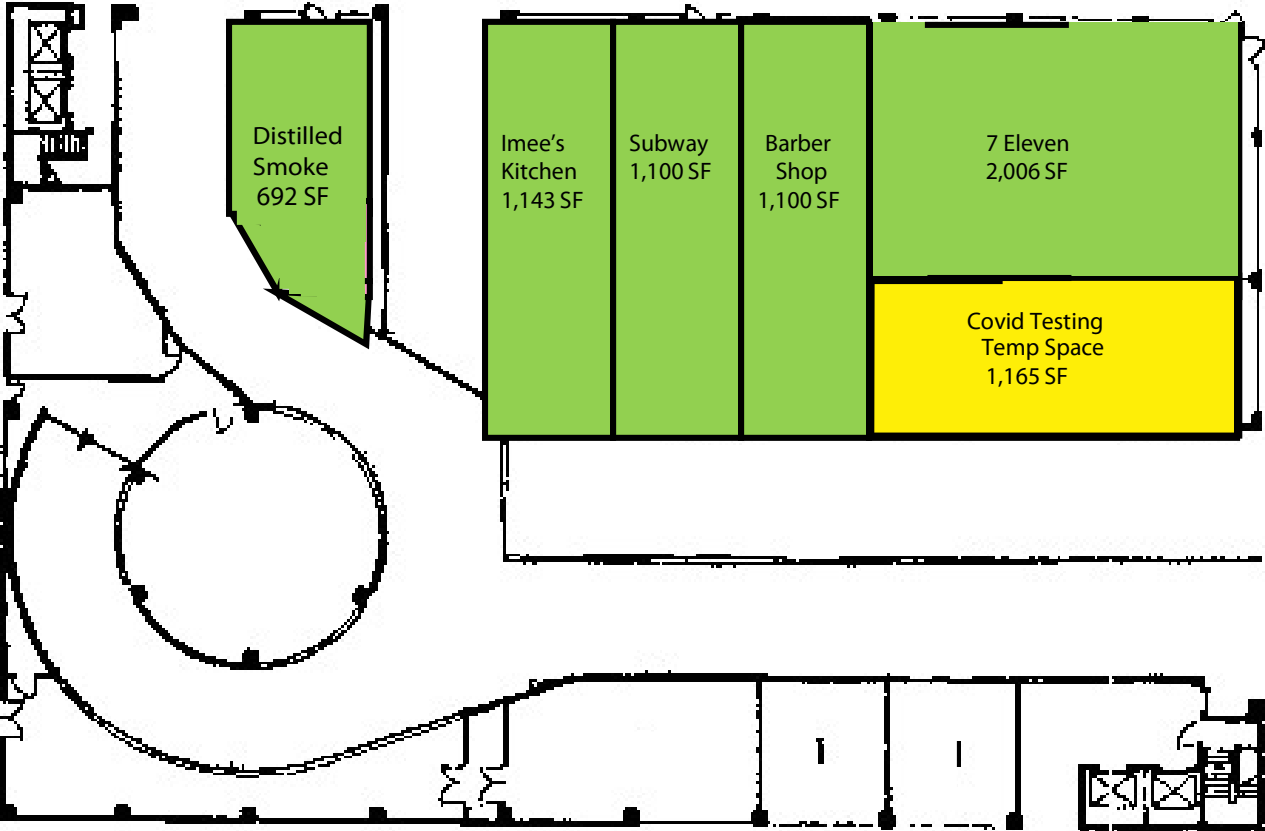 Distilled
Smoke
692 SF
Imee's
Kitchen
1,143 SF
Subway
1,100 SF
Barber
Shop
1,100 SF
7 Eleven
2,006 SF
Covid Testing
Temp Space
1,165 SF